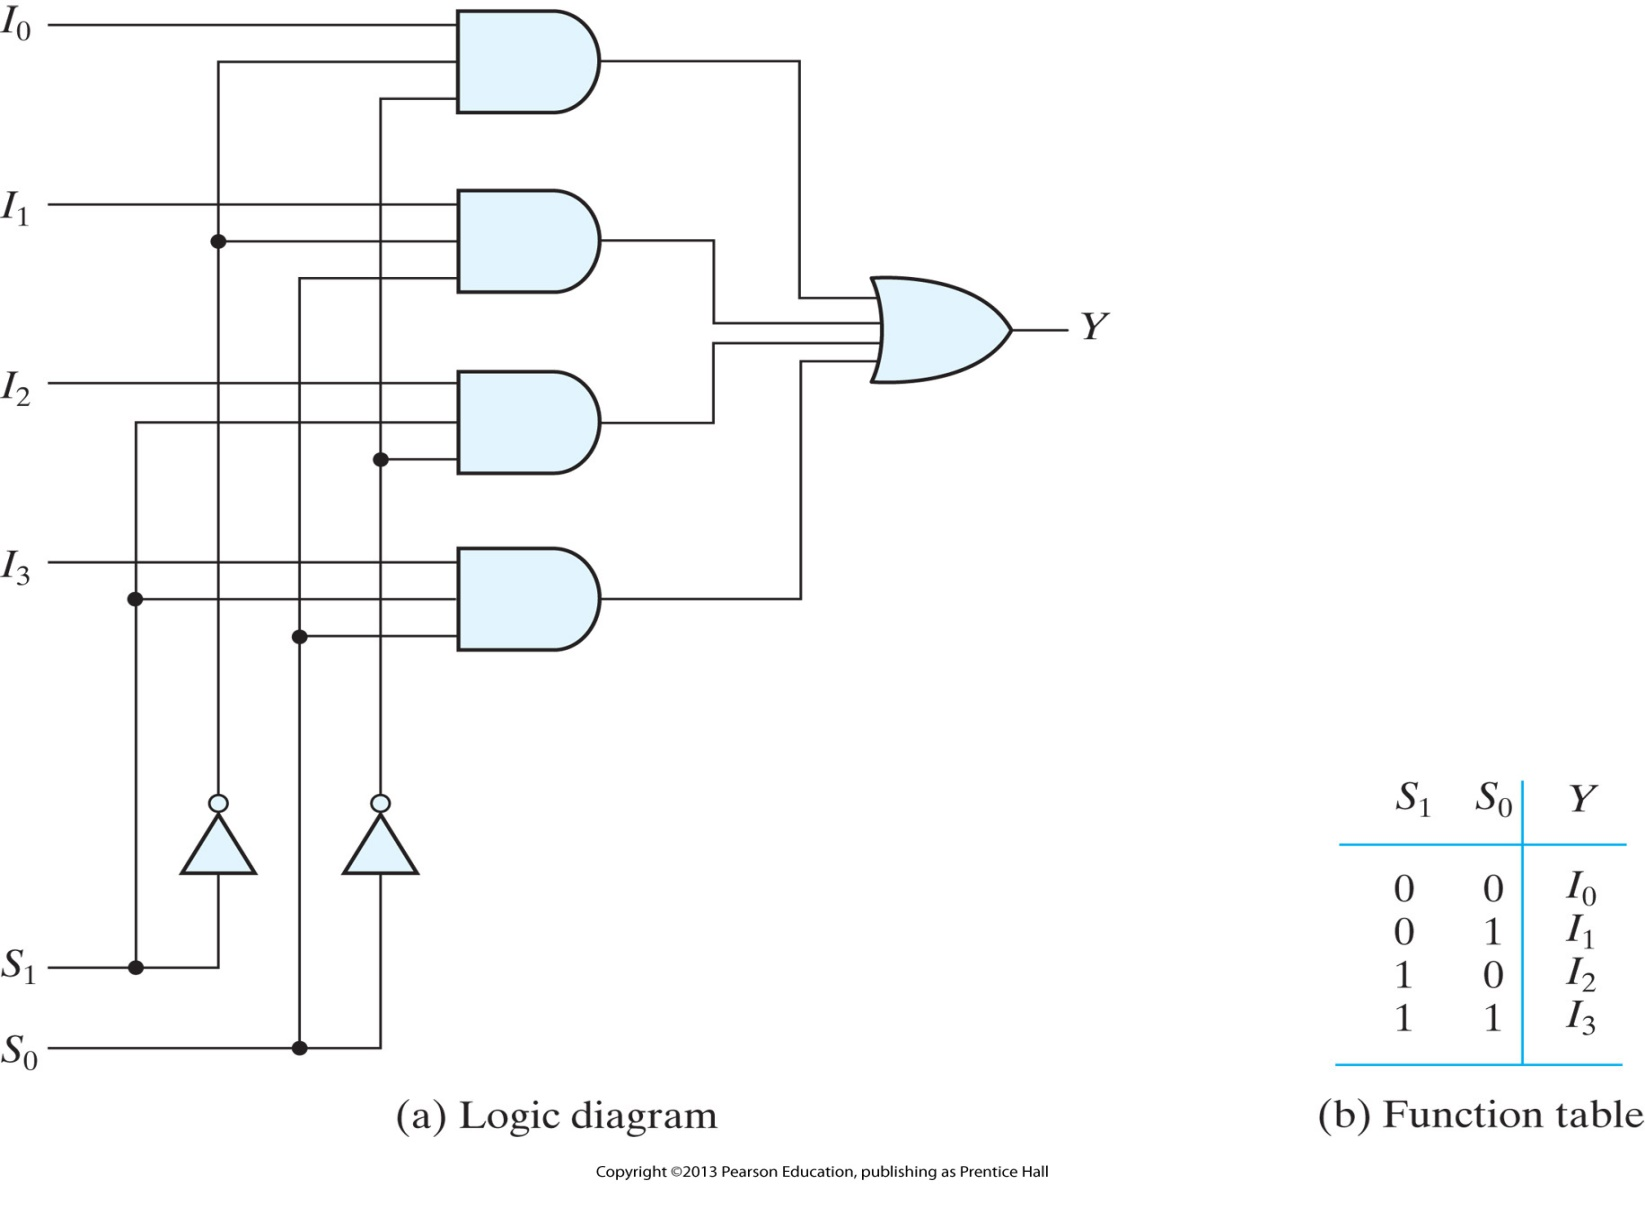 I₀
I₁
I₂
I₃
Y
S₁
S₀
(a) Logic diagram
S₁ S₀ Y
0 0 I₀
0 1 I₁
1 0 I₂
1 1 I₃
(b) Function table
Copyright ©2013 Pearson Education, publishing as Prentice Hall